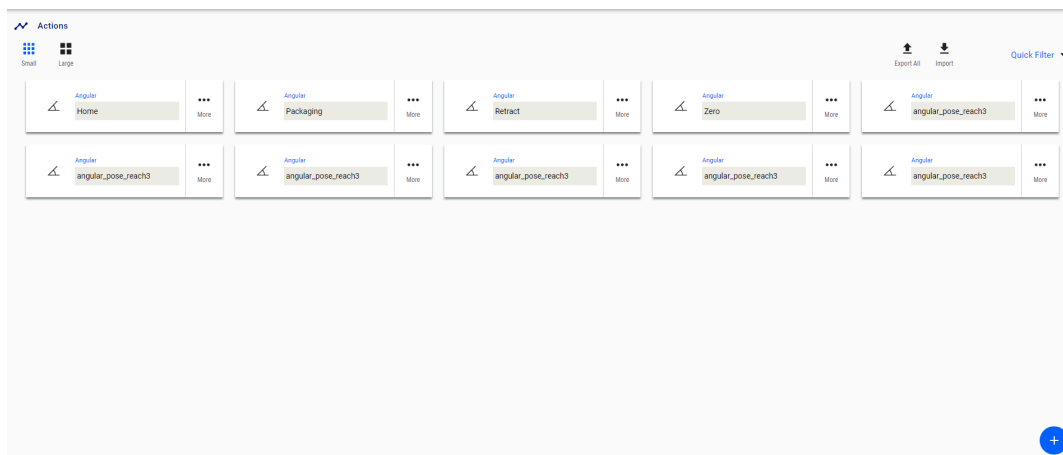 Actions
Small Large Export All Import Quick Filter
Angular Angular Angular Angular Angular
Home More Packaging More Retract More Zero More angular_pose_reach3 More
Angular Angular Angular Angular Angular
angular_pose_reach3 More angular_pose_reach3 More angular_pose_reach3 More angular_pose_reach3 More angular_pose_reach3 More